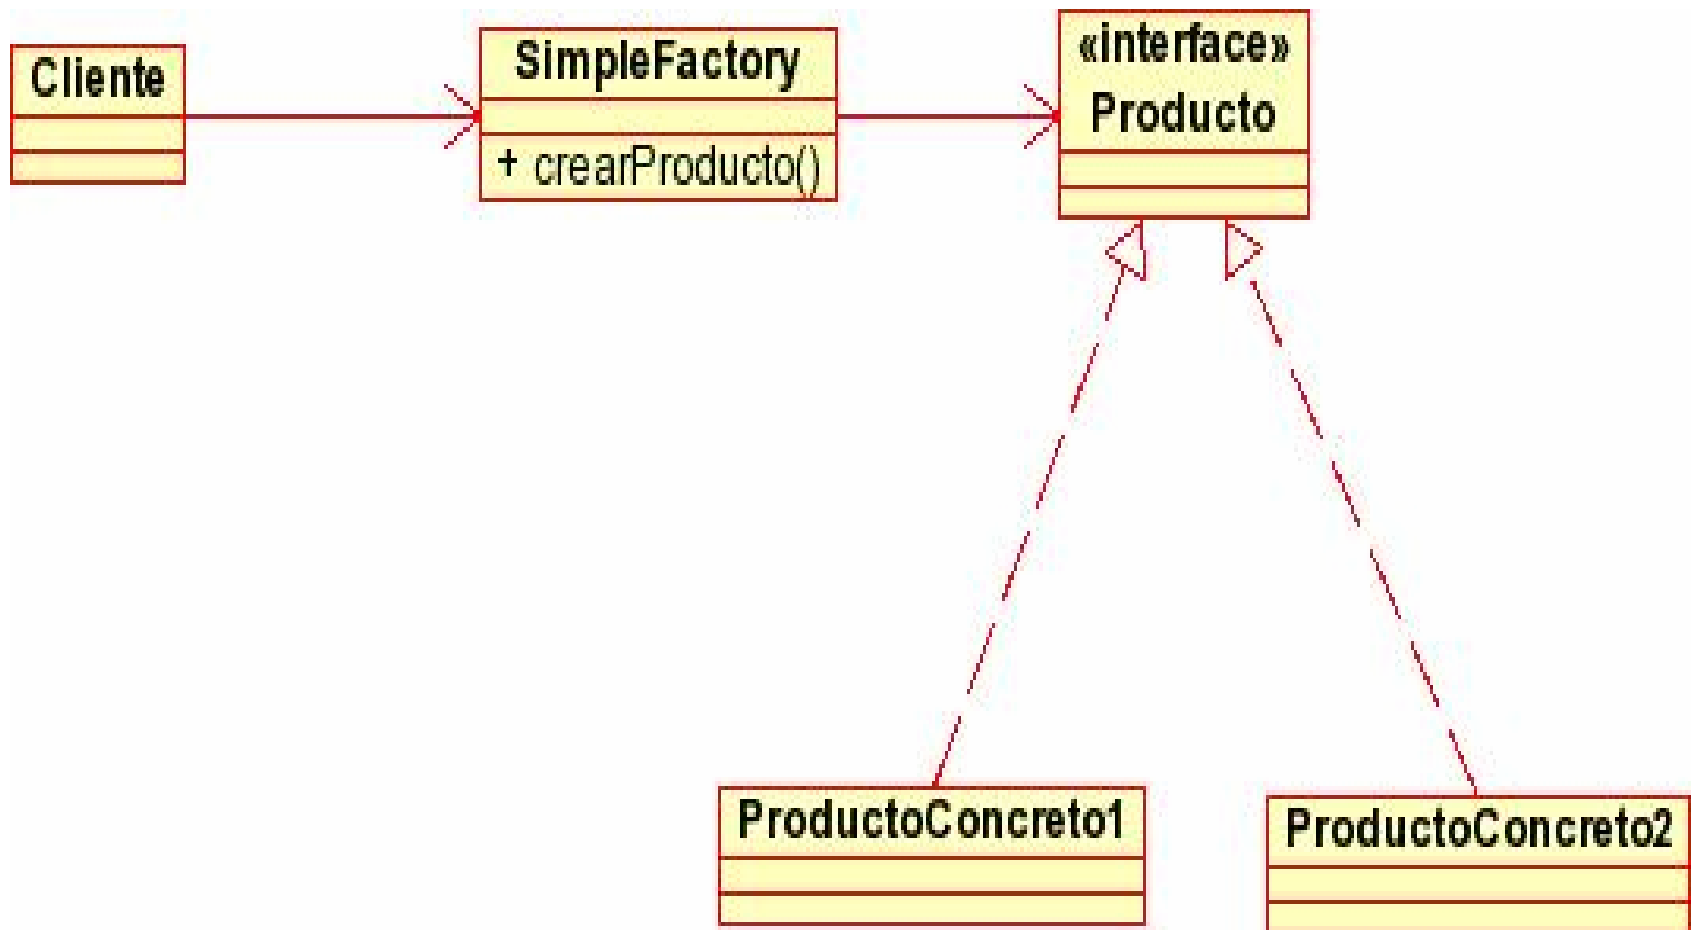 Cliente
SimpleFactory
+ crearProducto()
«interface»
Producto
ProductoConcreto1
ProductoConcreto2